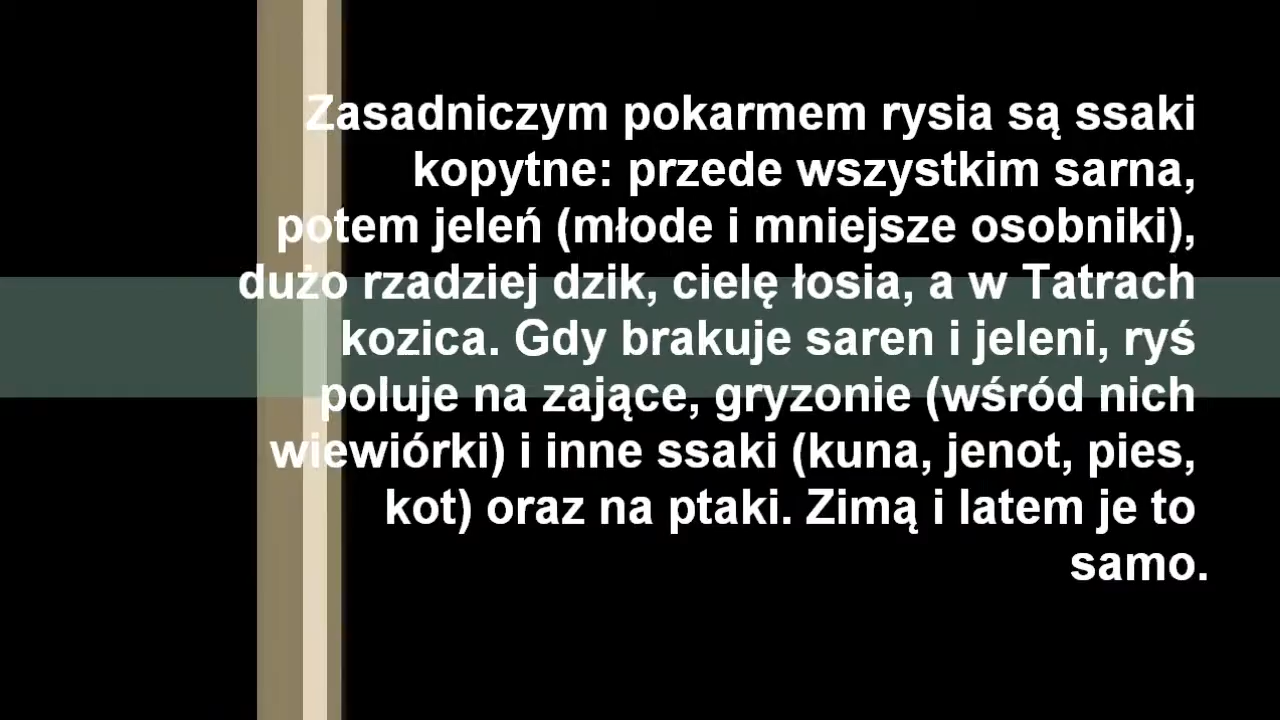 Zasadniczym pokarmem rysia są ssaki
kopytne: przede wszystkim sarna,
potem jeleń (młode i mniejsze osobniki),
dużo rzadziej dzik, cielę łosia, a w Tatrach
kozica. Gdy brakuje saren i jeleni, ryś
poluje na zające, gryzonie (wśród nich
wiewiórki) i inne ssaki (kuna, jenot, pies,
kot) oraz na ptaki. Zimą i latem je to
samo.